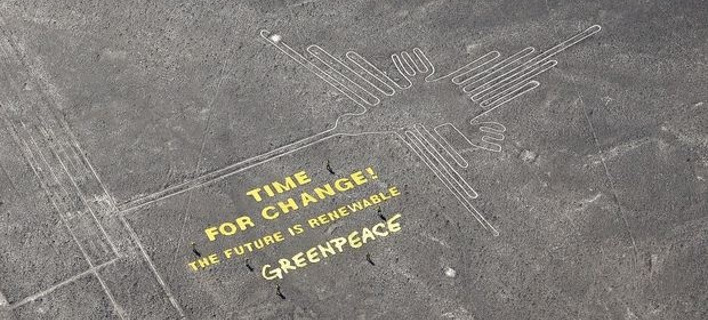 TIME
FOR CHANGE!
THE FUTURE IS RENEWABLE
GREENPEACE